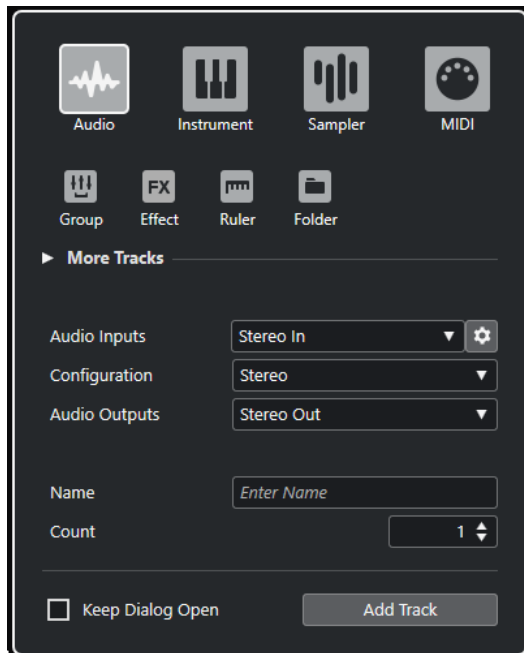 Audio Instrument Sampler MIDI
FX
Group Effect Ruler Folder
More Tracks
Audio Inputs Stereo In
Configuration Stereo
Audio Outputs Stereo Out
Name Enter Name
Count 1
Keep Dialog Open Add Track